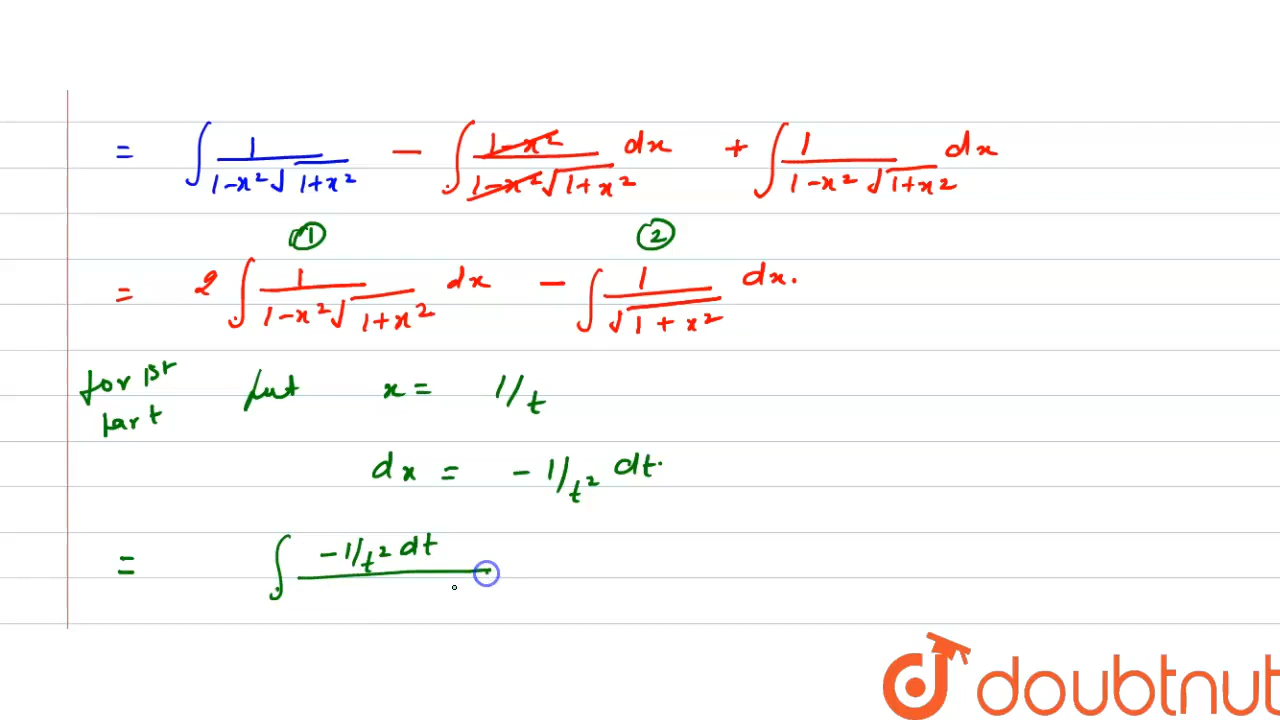 = ∫ 1/(1-x²√(1+x²)) - ∫ (1-x²)/(1-x²√(1+x²)) dx + ∫ 1/(1-x²√(1+x²)) dx
① ②
= 2 ∫ 1/(1-x²√(1+x²)) dx - ∫ 1/√(1+x²) dx.
for 1st part put x = 1/t
dx = -1/t² dt.
= ∫ -1/t² dt
doubtnut